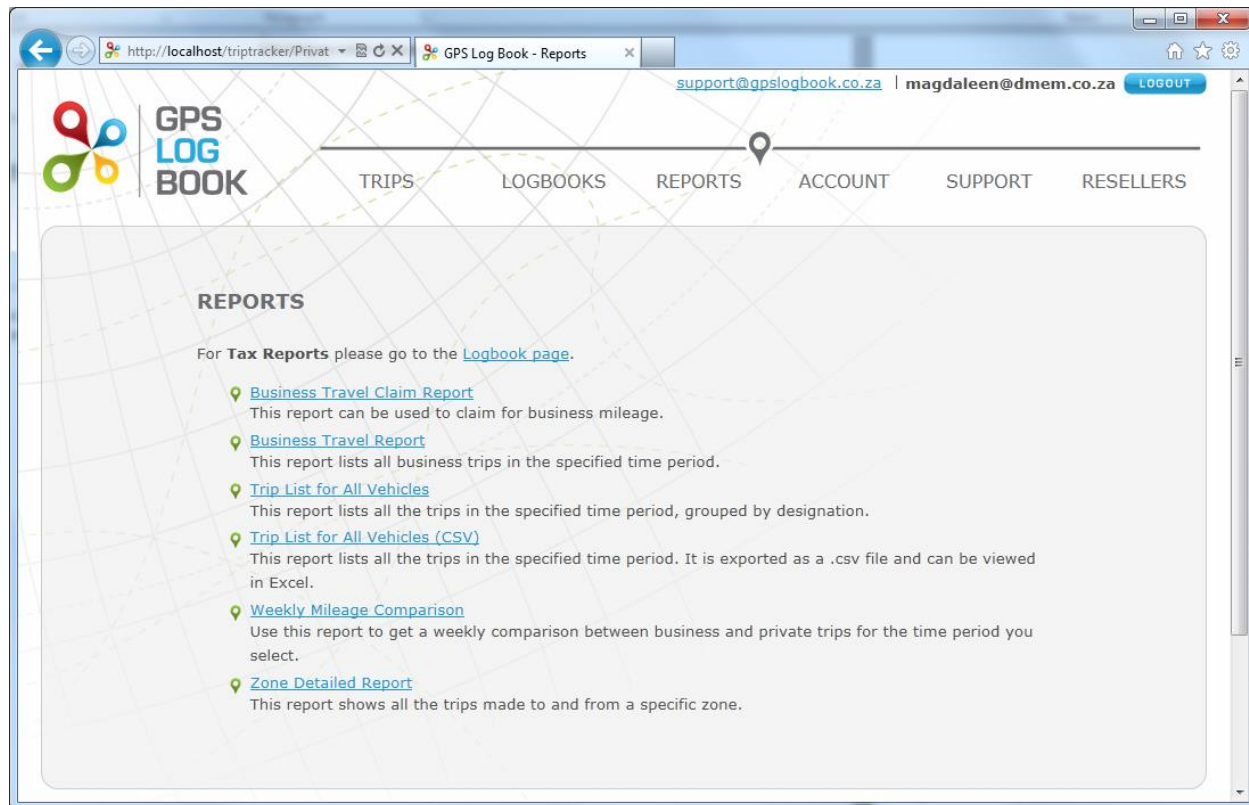 http://localhost/triptracker/Privat
GPS Log Book - Reports
support@gpslogbook.co.za | magdaleen@dmem.co.za LOGOUT
GPS
LOG
BOOK
TRIPS LOGBOOKS REPORTS ACCOUNT SUPPORT RESELLERS
REPORTS
For Tax Reports please go to the Logbook page.
Business Travel Claim Report
This report can be used to claim for business mileage.
Business Travel Report
This report lists all business trips in the specified time period.
Trip List for All Vehicles
This report lists all the trips in the specified time period, grouped by designation.
Trip List for All Vehicles (CSV)
This report lists all the trips in the specified time period. It is exported as a .csv file and can be viewed
in Excel.
Weekly Mileage Comparison
Use this report to get a weekly comparison between business and private trips for the time period you
select.
Zone Detailed Report
This report shows all the trips made to and from a specific zone.